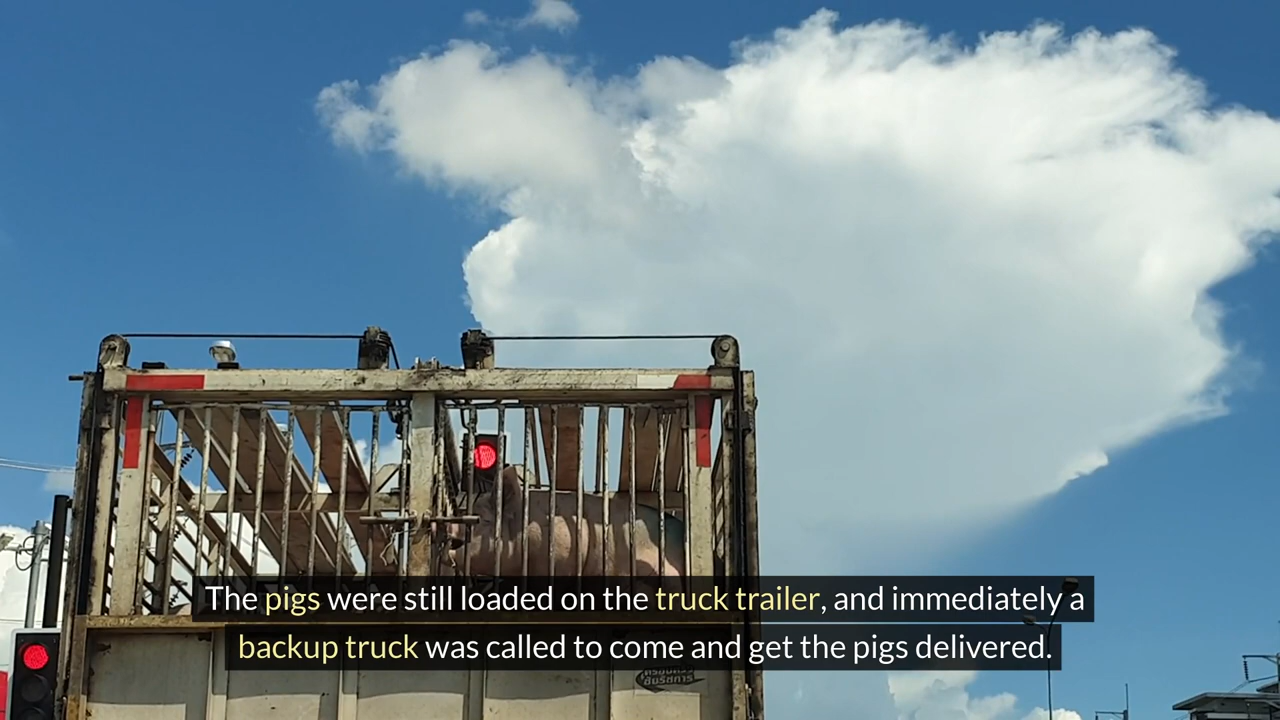 The pigs were still loaded on the truck trailer, and immediately a
backup truck was called to come and get the pigs delivered.